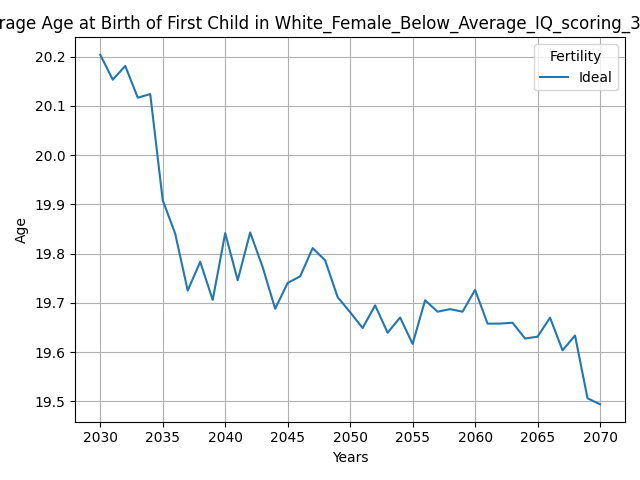 rage Age at Birth of First Child in White_Female_Below_Average_IQ_scoring_3
Fertility
Ideal
20.2
20.1
20.0
19.9
19.8
19.7
19.6
19.5
Age
2030 2035 2040 2045 2050 2055 2060 2065 2070
Years